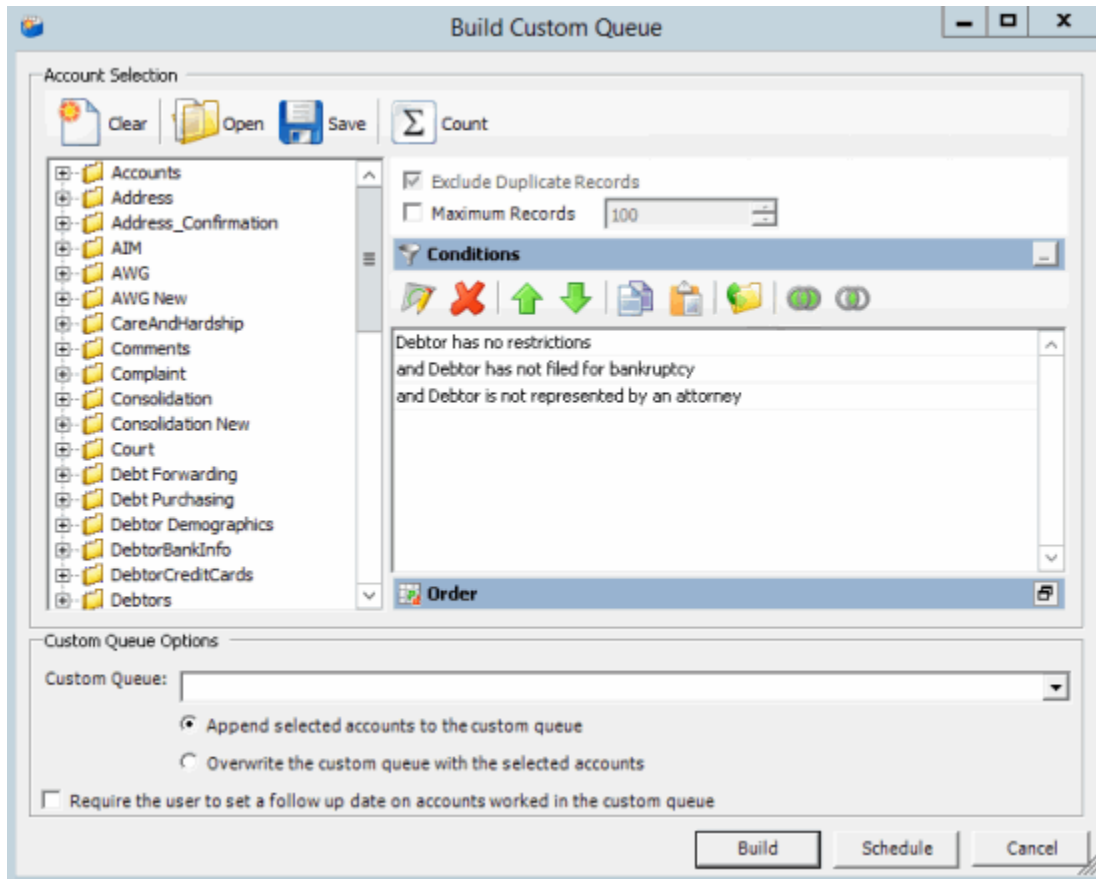 Build Custom Queue
Account Selection
Clear
Open
Save
Σ Count
Accounts
Address
Address_Confirmation
AIM
AWG
AWG New
CareAndHardship
Comments
Complaint
Consolidation
Consolidation New
Court
Debt Forwarding
Debt Purchasing
Debtor Demographics
DebtorBankInfo
DebtorCreditCards
Debtors
Exclude Duplicate Records
Maximum Records 100
Conditions
Debtor has no restrictions
and Debtor has not filed for bankruptcy
and Debtor is not represented by an attorney
Order
Custom Queue Options
Custom Queue:
Append selected accounts to the custom queue
Overwrite the custom queue with the selected accounts
Require the user to set a follow up date on accounts worked in the custom queue
Build
Schedule
Cancel